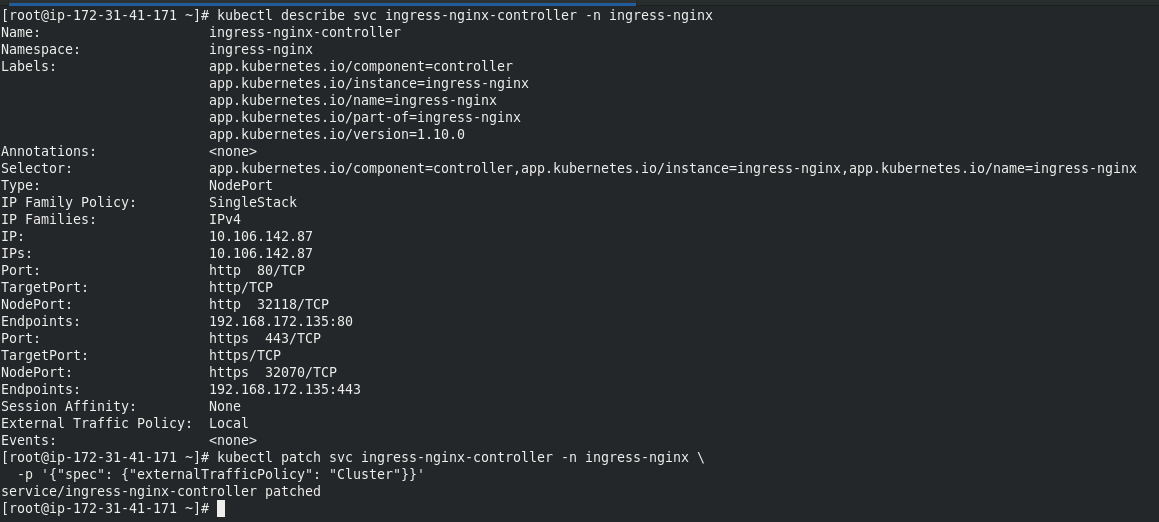 [root@ip-172-31-41-171 ~]# kubectl describe svc ingress-nginx-controller -n ingress-nginx
Name:                     ingress-nginx-controller
Namespace:                ingress-nginx
Labels:                   app.kubernetes.io/component=controller
                          app.kubernetes.io/instance=ingress-nginx
                          app.kubernetes.io/name=ingress-nginx
                          app.kubernetes.io/part-of=ingress-nginx
                          app.kubernetes.io/version=1.10.0
Annotations:              <none>
Selector:                 app.kubernetes.io/component=controller,app.kubernetes.io/instance=ingress-nginx,app.kubernetes.io/name=ingress-nginx
Type:                     NodePort
IP Family Policy:         SingleStack
IP Families:              IPv4
IP:                       10.106.142.87
IPs:                      10.106.142.87
Port:                     http  80/TCP
TargetPort:               http/TCP
NodePort:                 http  32118/TCP
Endpoints:                192.168.172.135:80
Port:                     https  443/TCP
TargetPort:               https/TCP
NodePort:                 https  32070/TCP
Endpoints:                192.168.172.135:443
Session Affinity:         None
External Traffic Policy:  Local
Events:                   <none>
[root@ip-172-31-41-171 ~]# kubectl patch svc ingress-nginx-controller -n ingress-nginx \
  -p '{"spec": {"externalTrafficPolicy": "Cluster"}}'
service/ingress-nginx-controller patched
[root@ip-172-31-41-171 ~]#